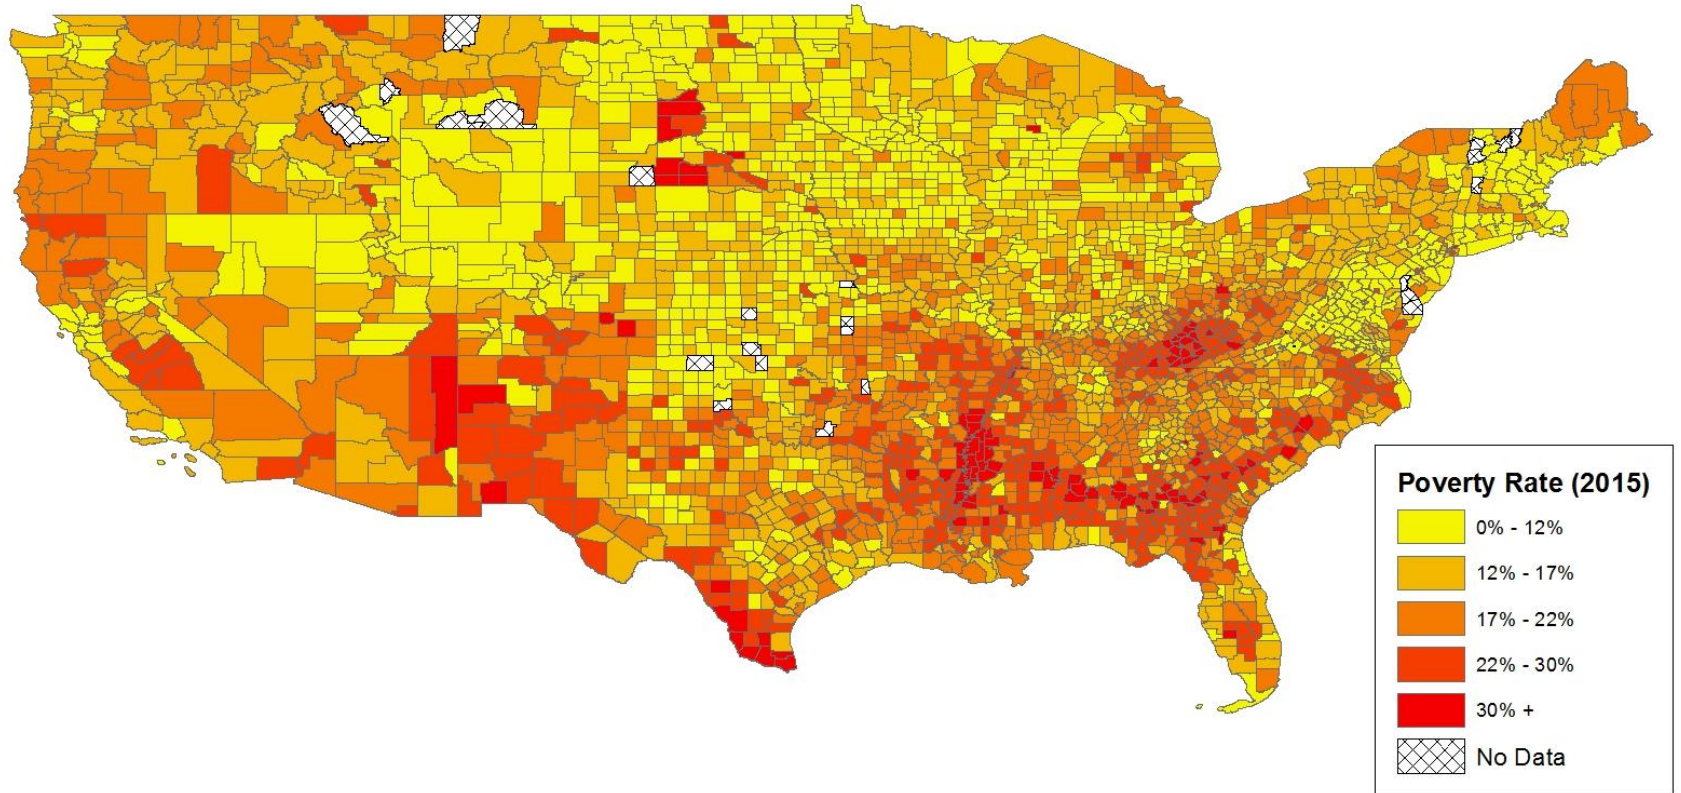 Poverty Rate (2015)
0% - 12%
12% - 17%
17% - 22%
22% - 30%
30% +
No Data